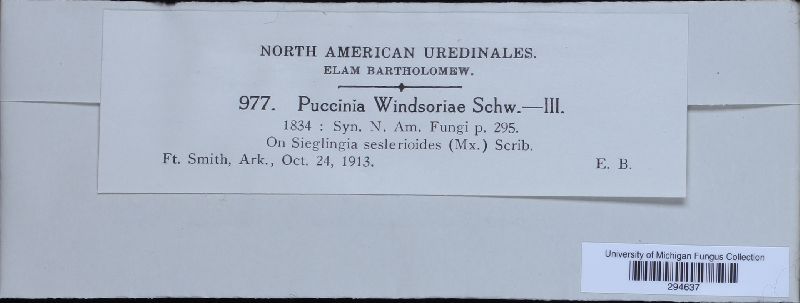 NORTH AMERICAN UREDINALES.
ELAM BARTHOLOMEW.
977. Puccinia Windsoriae Schw.—III.
1834 : Syn. N. Am. Fungi p. 295.
On Sieglingia seslerioides (Mx.) Scrib.
Ft. Smith, Ark., Oct. 24, 1913. E. B.
University of Michigan Fungus Collection
294637